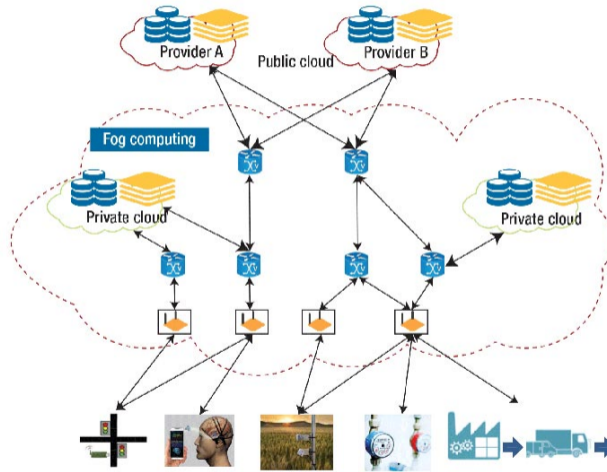 Provider A
Public cloud
Provider B
Fog computing
Private cloud
Private cloud